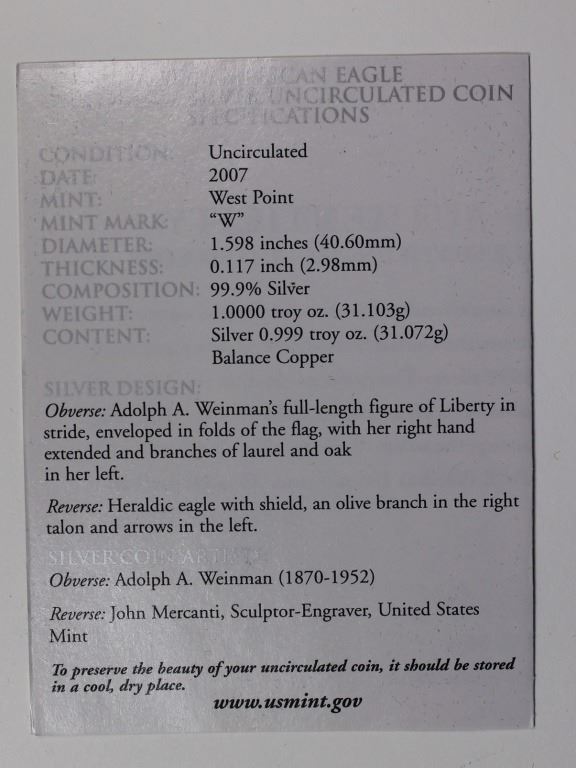 EAGLE
UNCIRCULATED COIN
SPECIFICATIONS
CONDITION: Uncirculated
DATE: 2007
MINT: West Point
MINT MARK: “W”
DIAMETER: 1.598 inches (40.60mm)
THICKNESS: 0.117 inch (2.98mm)
COMPOSITION: 99.9% Silver
WEIGHT: 1.0000 troy oz. (31.103g)
CONTENT: Silver 0.999 troy oz. (31.072g)
Balance Copper
SILVER DESIGN:
Obverse: Adolph A. Weinman’s full-length figure of Liberty in
stride, enveloped in folds of the flag, with her right hand
extended and branches of laurel and oak
in her left.
Reverse: Heraldic eagle with shield, an olive branch in the right
talon and arrows in the left.
SILVER COIN ARTISTS:
Obverse: Adolph A. Weinman (1870-1952)
Reverse: John Mercanti, Sculptor-Engraver, United States
Mint
To preserve the beauty of your uncirculated coin, it should be stored
in a cool, dry place.
www.usmint.gov